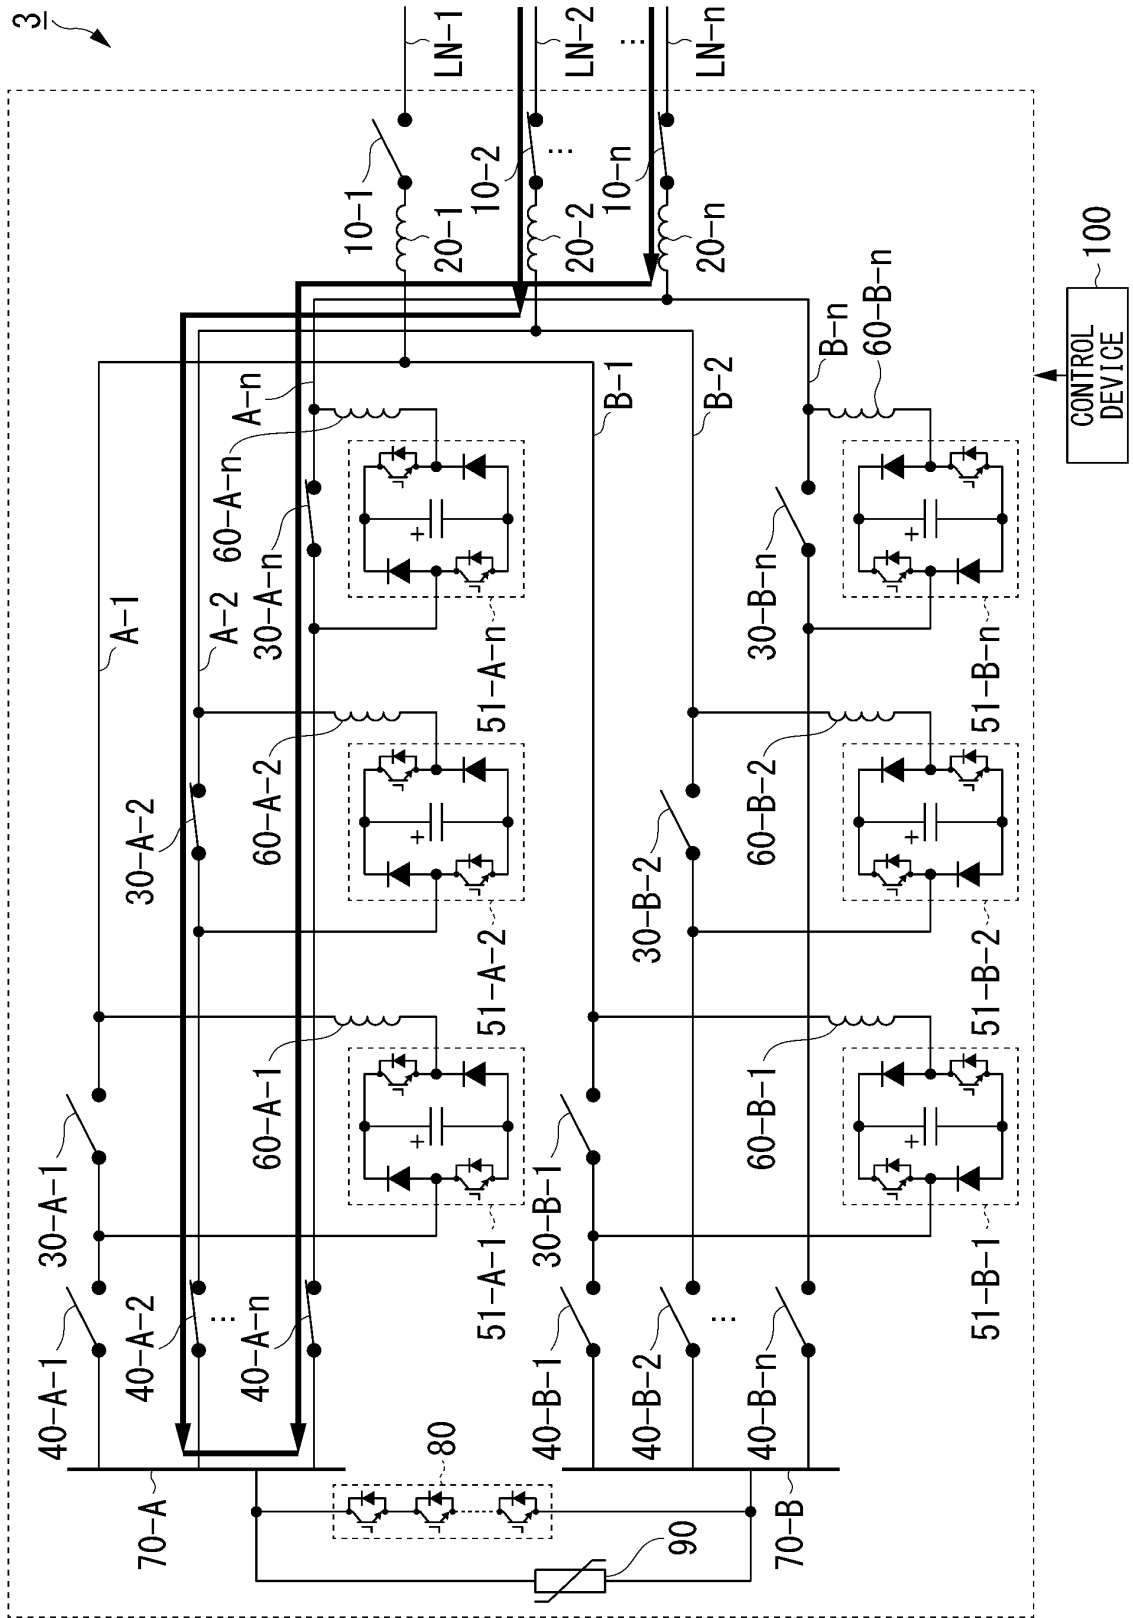 3
LN-1
LN-2
...
LN-n
10-1
10-2
...
10-n
20-1
20-2
20-n
100
CONTROL
DEVICE
A-1
A-2
A-n
B-1
B-2
B-n
60-A-n
60-B-n
30-A-n
30-B-n
51-A-n
51-B-n
30-A-2
60-A-2
30-B-2
60-B-2
51-A-2
51-B-2
30-A-1
60-A-1
30-B-1
60-B-1
51-A-1
51-B-1
40-A-1
40-A-2
...
40-A-n
40-B-1
40-B-2
...
40-B-n
+
+
+
+
+
+
70-A
80
90
70-B